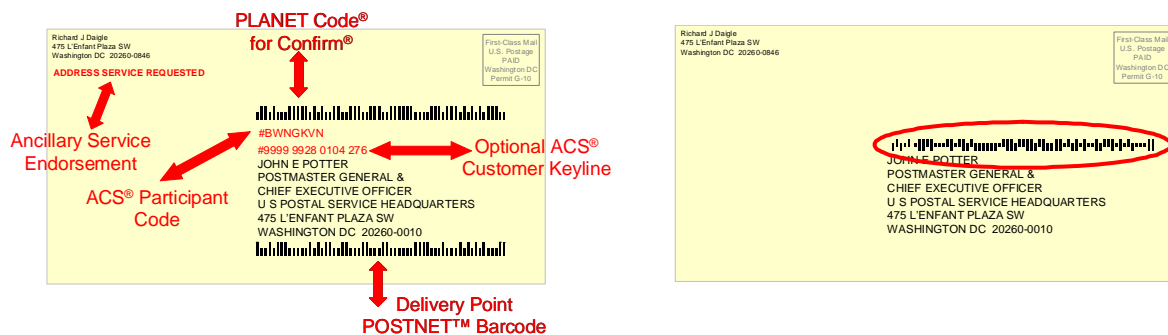 PLANET Code®
for Confirm®
Richard J Daigle
475 L'Enfant Plaza SW
Washington DC 20260-0846
ADDRESS SERVICE REQUESTED
First-Class Mail
U.S. Postage
PAID
Washington DC
Permit G-10
Ancillary Service
Endorsement
ACS® Participant
Code
#BWNGKVN
#9999 9928 0104 276
JOHN E POTTER
POSTMASTER GENERAL &
CHIEF EXECUTIVE OFFICER
U S POSTAL SERVICE HEADQUARTERS
475 L'ENFANT PLAZA SW
WASHINGTON DC 20260-0010
Optional ACS®
Customer Keyline
Delivery Point
POSTNET™ Barcode
Richard J Daigle
475 L'Enfant Plaza SW
Washington DC 20260-0846
First-Class Mail
U.S. Postage
PAID
Washington DC
Permit G-10
JOHN E POTTER
POSTMASTER GENERAL &
CHIEF EXECUTIVE OFFICER
U S POSTAL SERVICE HEADQUARTERS
475 L'ENFANT PLAZA SW
WASHINGTON DC 20260-0010